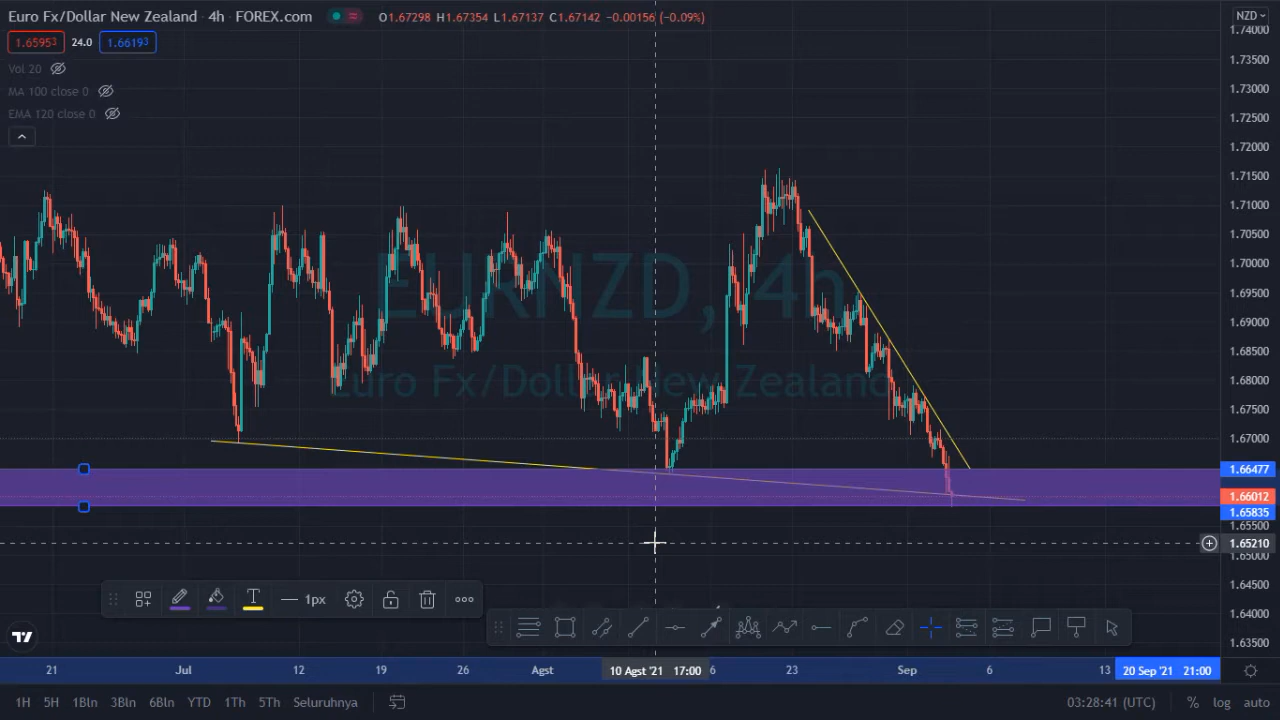 Euro Fx/Dollar New Zealand · 4h · FOREX.com O1.67298 H1.67354 L1.67137 C1.67142 -0.00156 (-0.09%)
NZD
1.65953 24.0 1.66193
Vol 20
MA 100 close 0
EMA 120 close 0
EURNZD, 4h
Euro Fx/Dollar New Zealand
1.74000
1.73500
1.73000
1.72500
1.72000
1.71500
1.71000
1.70500
1.70000
1.69500
1.69000
1.68500
1.68000
1.67500
1.67000
1.66477
1.66012
1.65835
1.65500
1.65210
1.65000
1.64500
1.64000
1.63500
T 1px
21 Jul 12 19 26 Agst 10 Agst '21 17:00 6 23 Sep 6 13 20 Sep '21 21:00
1H 5H 1Bln 3Bln 6Bln YTD 1Th 5Th Seluruhnya 03:28:41 (UTC) % log auto